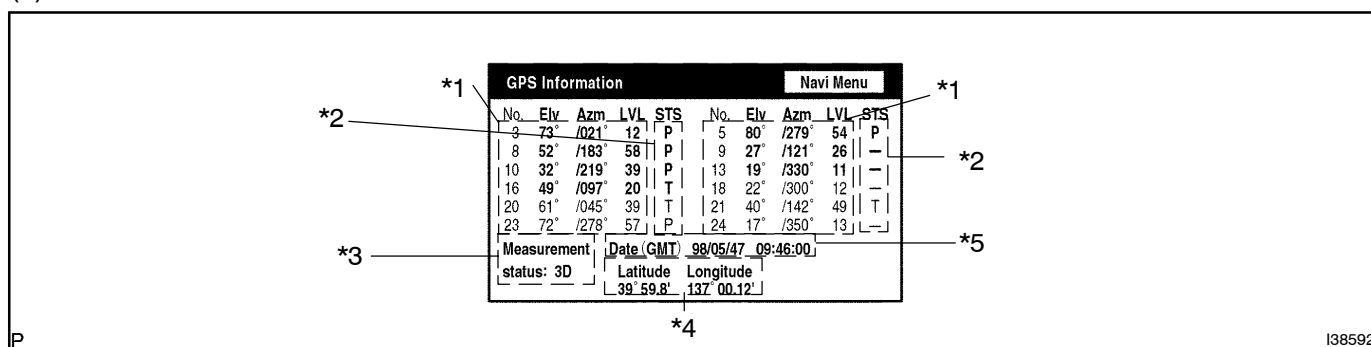 GPS Information Navi Menu
*1 *1
No. Elv Azm LVL STS No. Elv Azm LVL STS
*2
3 73° /021° 12 P 5 80° /279° 54 P
8 52° /183° 58 P 9 27° /121° 26 –
*2
10 32° /219° 39 P 13 19° /330° 11 –
16 49° /097° 20 T 18 22° /300° 12 –
20 61° /045° 39 T 21 40° /142° 49 T
23 72° /278° 57 P 24 17° /350° 13 –
*3 *5
Measurement Date (GMT) 98/05/47 09:46:00
status: 3D Latitude Longitude
39° 59.8' 137° 00.12'
*4
P I38592